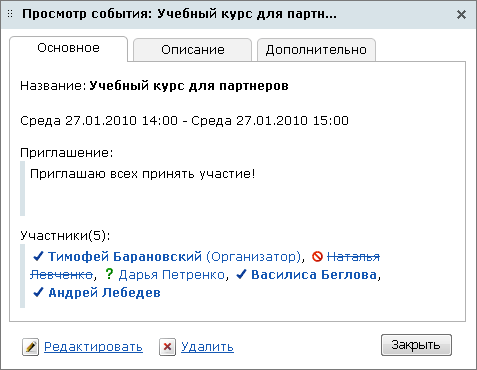 Просмотр события: Учебный курс для партн...
Основное Описание Дополнительно
Название: Учебный курс для партнеров
Среда 27.01.2010 14:00 - Среда 27.01.2010 15:00
Приглашение:
Приглашаю всех принять участие!
Участники(5):
Тимофей Барановский (Организатор), Наталья
Левченко, ? Дарья Петренко, Василиса Беглова,
Андрей Лебедев
Редактировать Удалить Закрыть